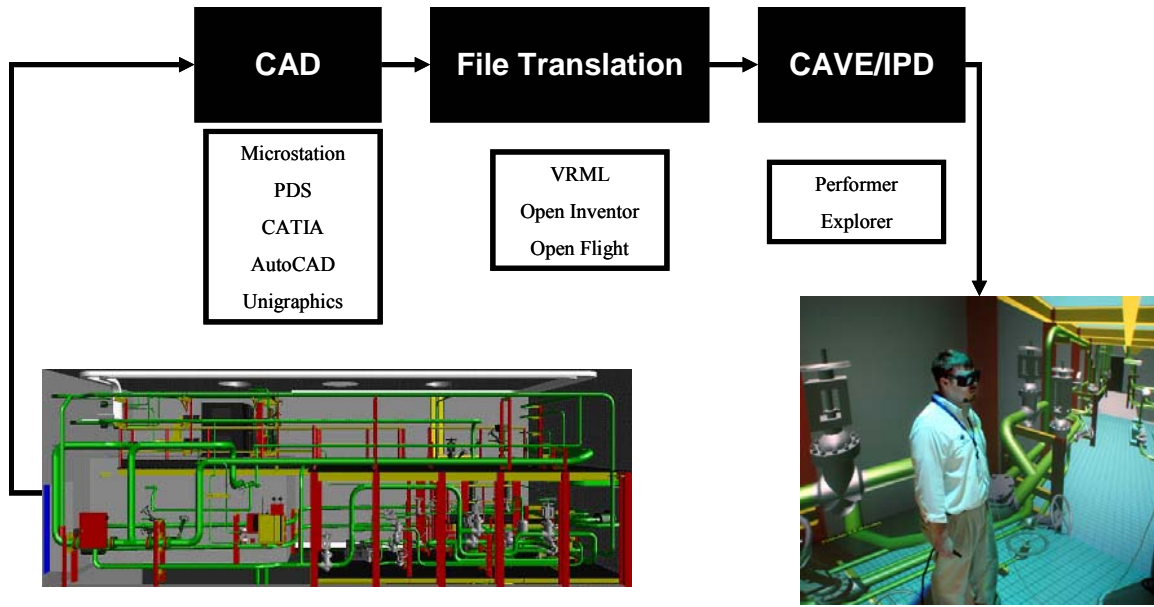 CAD
File Translation
CAVE/IPD
Microstation
PDS
CATIA
AutoCAD
Unigraphics
VRML
Open Inventor
Open Flight
Performer
Explorer